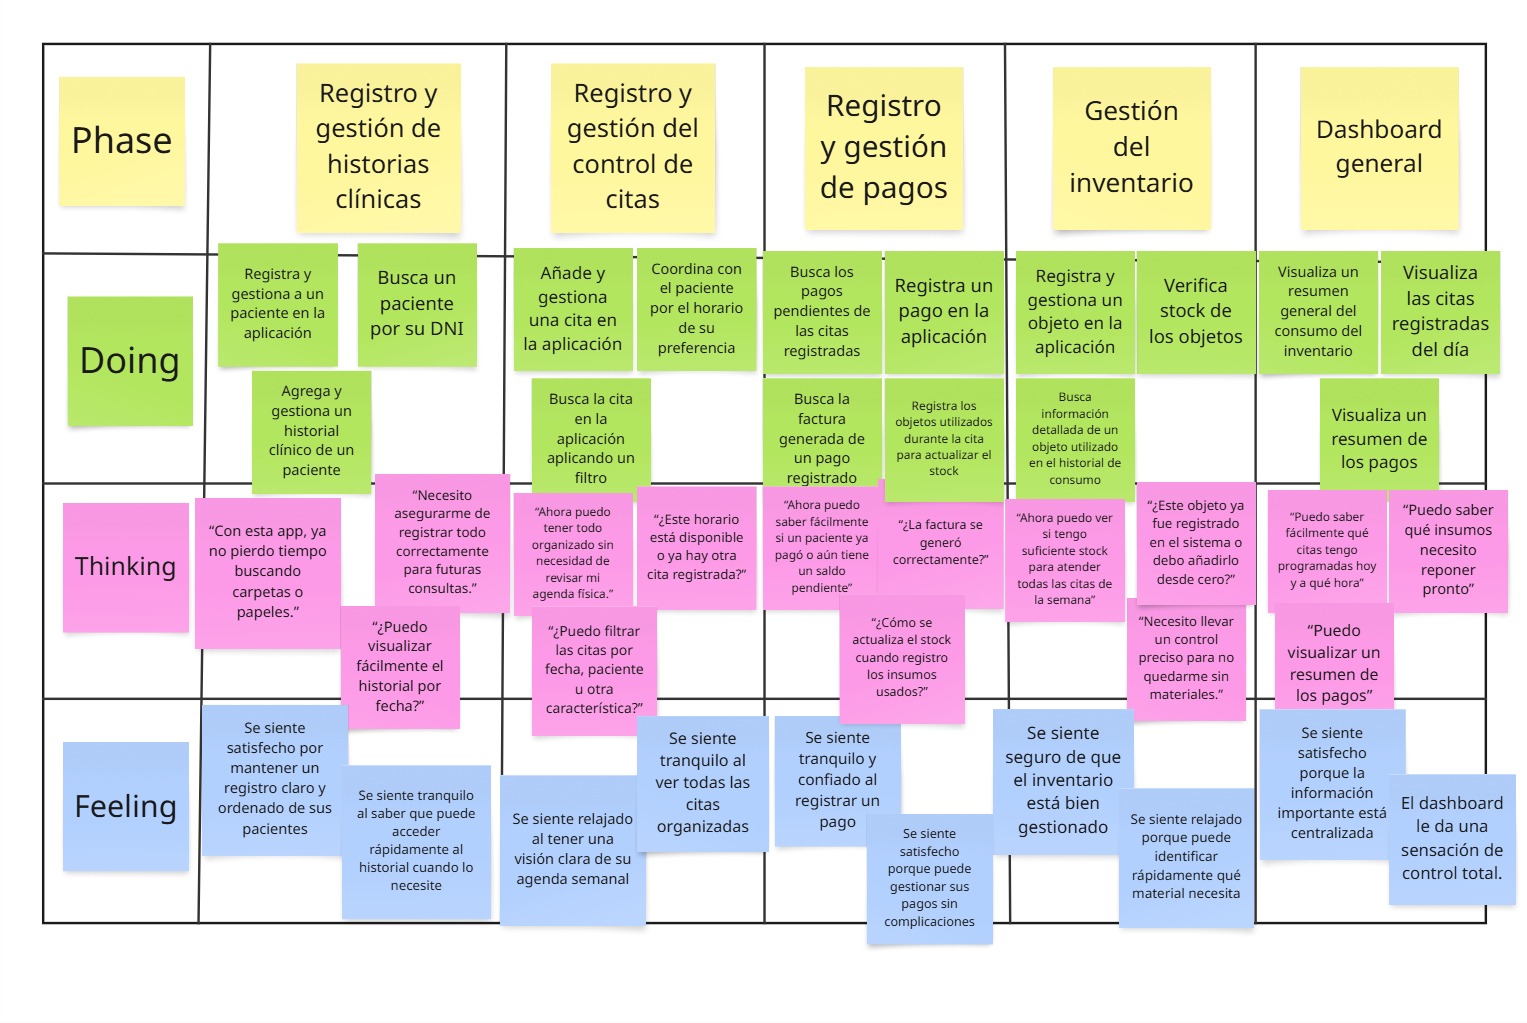 Phase
Registro y
gestión de
historias
clínicas
Registro y
gestión del
control de
citas
Registro
y gestión
de pagos
Gestión
del
inventario
Dashboard
general
Doing
Registra y
gestiona a un
paciente en la
aplicación
Busca un
paciente
por su DNI
Agrega y
gestiona un
historial
clínico de un
paciente
Añade y
gestiona
una cita en
la aplicación
Coordina con
el paciente
por el horario
de su
preferencia
Busca la cita
en la
aplicación
aplicando un
filtro
Busca los
pagos
pendientes de
las citas
registradas
Registra un
pago en la
aplicación
Busca la
factura
generada de
un pago
registrado
Registra los
objetos utilizados
durante la cita
para actualizar el
stock
Registra y
gestiona un
objeto en la
aplicación
Verifica
stock de
los objetos
Busca
información
detallada de un
objeto utilizado
en el historial de
consumo
Visualiza un
resumen
general del
consumo del
inventario
Visualiza
las citas
registradas
del día
Visualiza un
resumen de
los pagos
Thinking
“Con esta app, ya
no pierdo tiempo
buscando
carpetas o
papeles.”
“Necesito
asegurarme de
registrar todo
correctamente
para futuras
consultas.”
“¿Puedo
visualizar
fácilmente el
historial por
fecha?”
“Ahora puedo
tener todo
organizado sin
necesidad de
revisar mi
agenda física.”
“¿Este horario
está disponible
o ya hay otra
cita registrada?”
“¿Puedo filtrar
las citas por
fecha, paciente
u otra
característica?”
“Ahora puedo
saber fácilmente
si un paciente ya
pagó o aún tiene
un saldo
pendiente”
“¿La factura se
generó
correctamente?”
“¿Cómo se
actualiza el stock
cuando registro
los insumos
usados?”
“Ahora puedo ver
si tengo
suficiente stock
para atender
todas las citas de
la semana”
“¿Este objeto ya
fue registrado
en el sistema o
debo añadirlo
desde cero?”
“Necesito llevar
un control
preciso para no
quedarme sin
materiales.”
“Puedo saber
fácilmente qué
citas tengo
programadas hoy
y a qué hora”
“Puedo saber
qué insumos
necesito
reponer
pronto”
“Puedo
visualizar un
resumen de
los pagos”
Feeling
Se siente
satisfecho por
mantener un
registro claro y
ordenado de sus
pacientes
Se siente tranquilo
al saber que puede
acceder
rápidamente al
historial cuando lo
necesite
Se siente relajado
al tener una
visión clara de su
agenda semanal
Se siente
tranquilo al
ver todas las
citas
organizadas
Se siente
tranquilo y
confiado al
registrar un
pago
Se siente
satisfecho
porque puede
gestionar sus
pagos sin
complicaciones
Se siente
seguro de que
el inventario
está bien
gestionado
Se siente relajado
porque puede
identificar
rápidamente qué
material necesita
Se siente
satisfecho
porque la
información
importante está
centralizada
El dashboard
le da una
sensación de
control total.